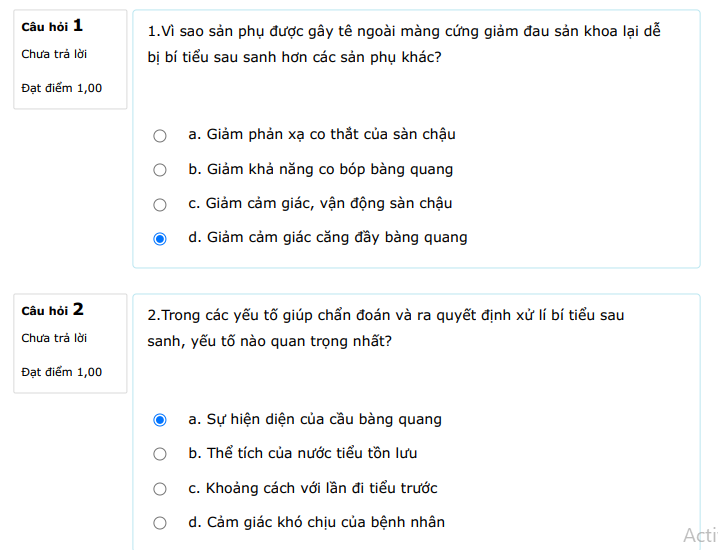 Câu hỏi 1
Chưa trả lời
Đạt điểm 1,00
1.Vì sao sản phụ được gây tê ngoài màng cứng giảm đau sản khoa lại dễ
bị bí tiểu sau sanh hơn các sản phụ khác?
a. Giảm phản xạ co thắt của sàn chậu
b. Giảm khả năng co bóp bàng quang
c. Giảm cảm giác, vận động sàn chậu
d. Giảm cảm giác căng đầy bàng quang
Câu hỏi 2
Chưa trả lời
Đạt điểm 1,00
2.Trong các yếu tố giúp chẩn đoán và ra quyết định xử lí bí tiểu sau
sanh, yếu tố nào quan trọng nhất?
a. Sự hiện diện của cầu bàng quang
b. Thể tích của nước tiểu tồn lưu
c. Khoảng cách với lần đi tiểu trước
d. Cảm giác khó chịu của bệnh nhân
Acti